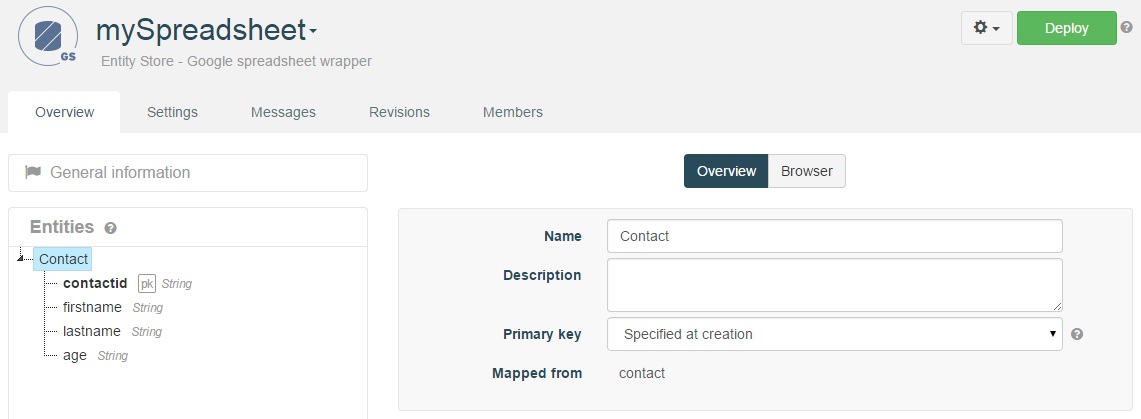 mySpreadsheet
GS
Entity Store - Google spreadsheet wrapper
Deploy
Overview Settings Messages Revisions Members
General information
Overview Browser
Entities
Contact
contactid pk String
firstname String
lastname String
age String
Name Contact
Description
Primary key Specified at creation
Mapped from contact